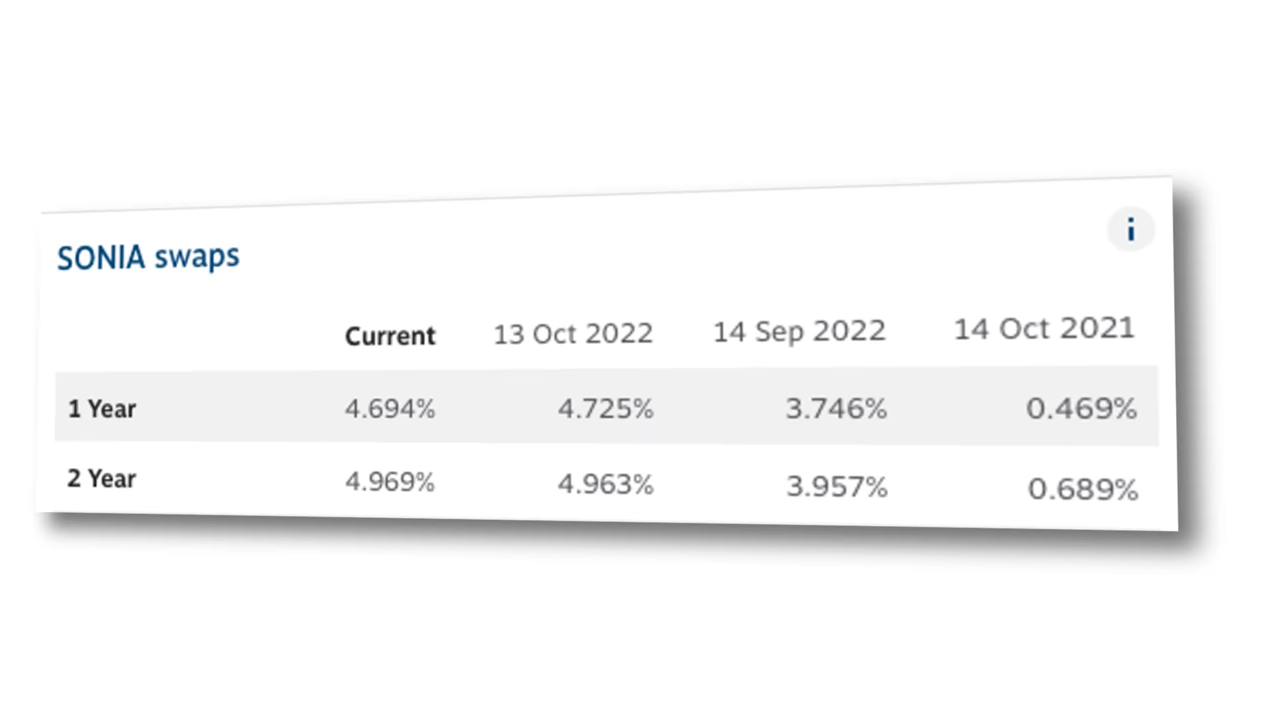 SONIA swaps
i
Current 13 Oct 2022 14 Sep 2022 14 Oct 2021
1 Year 4.694% 4.725% 3.746% 0.469%
2 Year 4.969% 4.963% 3.957% 0.689%